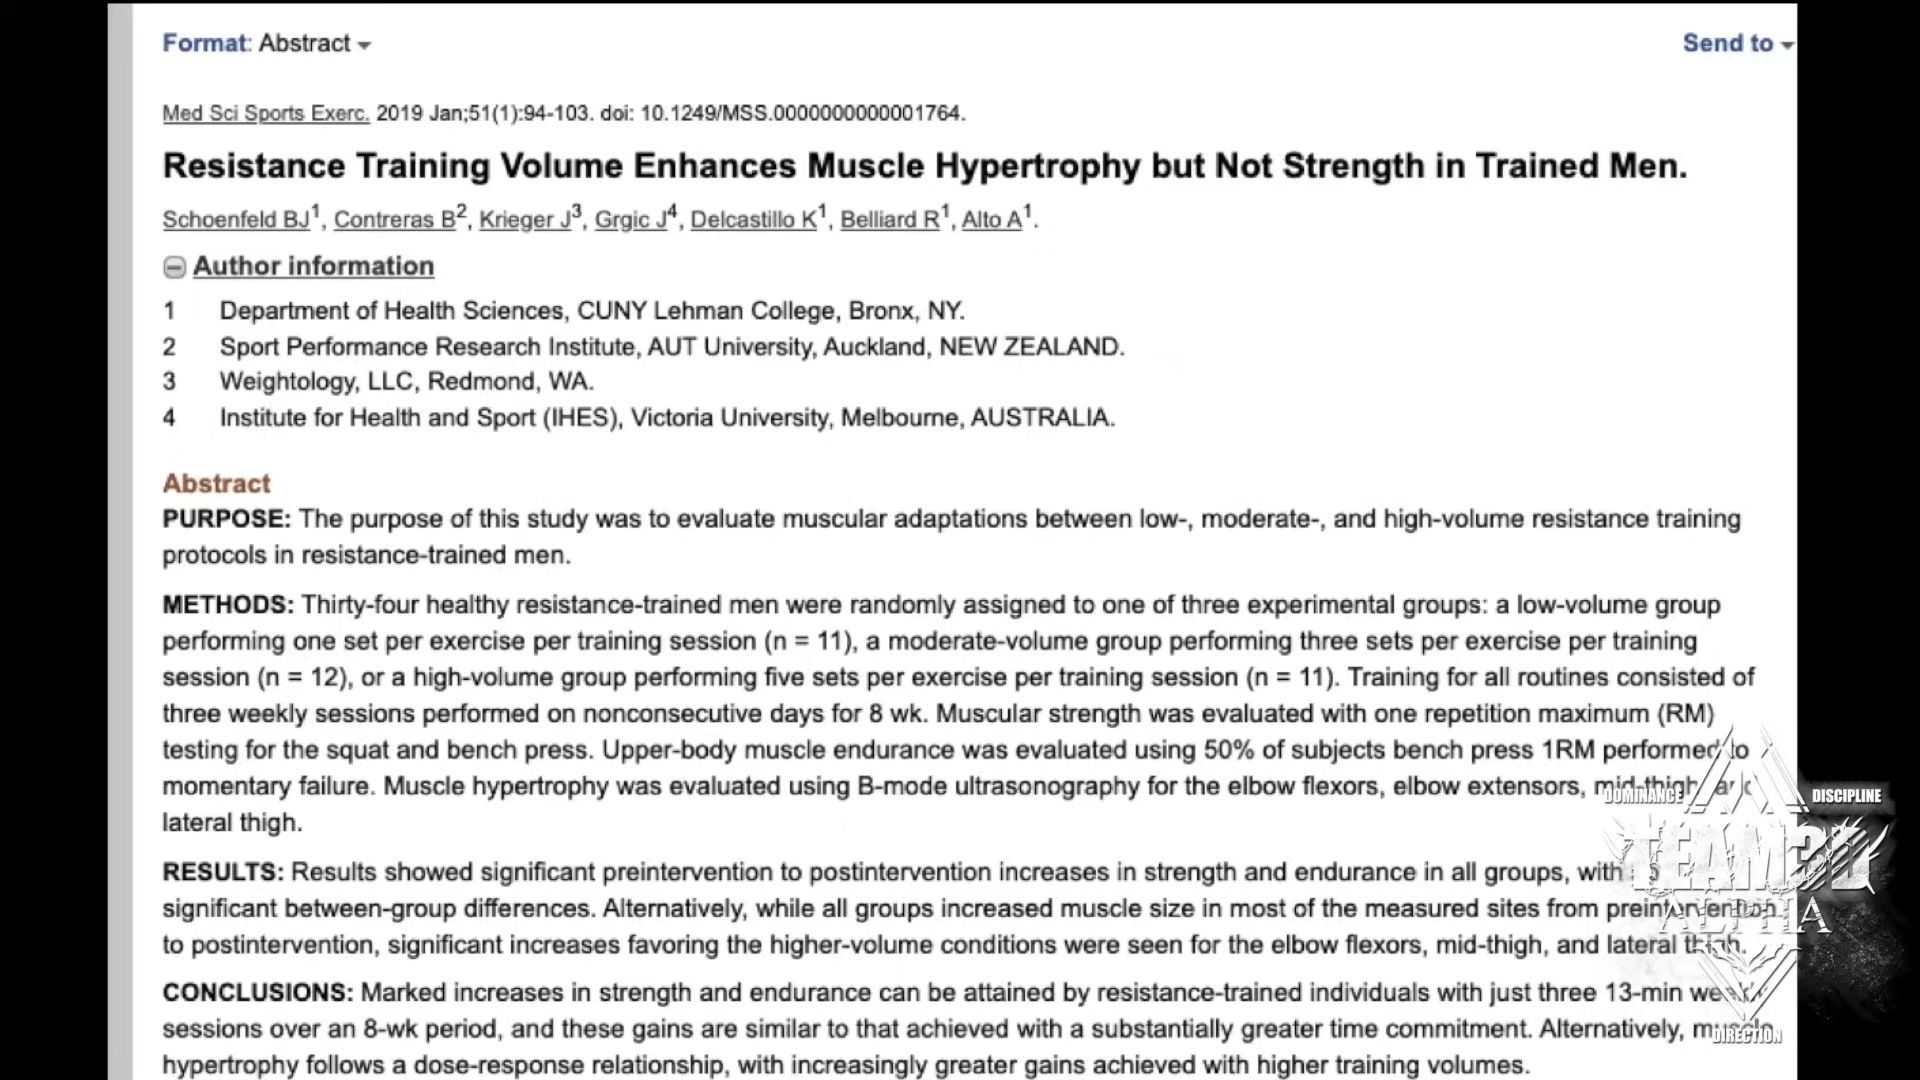 Format: Abstract
Send to
Med Sci Sports Exerc. 2019 Jan;51(1):94-103. doi: 10.1249/MSS.0000000000001764.
Resistance Training Volume Enhances Muscle Hypertrophy but Not Strength in Trained Men.
Schoenfeld BJ1, Contreras B2, Krieger J3, Grgic J4, Delcastillo K1, Belliard R1, Alto A1.
Author information
1 Department of Health Sciences, CUNY Lehman College, Bronx, NY.
2 Sport Performance Research Institute, AUT University, Auckland, NEW ZEALAND.
3 Weightology, LLC, Redmond, WA.
4 Institute for Health and Sport (IHES), Victoria University, Melbourne, AUSTRALIA.
Abstract
PURPOSE: The purpose of this study was to evaluate muscular adaptations between low-, moderate-, and high-volume resistance training
protocols in resistance-trained men.
METHODS: Thirty-four healthy resistance-trained men were randomly assigned to one of three experimental groups: a low-volume group
performing one set per exercise per training session (n = 11), a moderate-volume group performing three sets per exercise per training
session (n = 12), or a high-volume group performing five sets per exercise per training session (n = 11). Training for all routines consisted of
three weekly sessions performed on nonconsecutive days for 8 wk. Muscular strength was evaluated with one repetition maximum (RM)
testing for the squat and bench press. Upper-body muscle endurance was evaluated using 50% of subjects bench press 1RM performed to
momentary failure. Muscle hypertrophy was evaluated using B-mode ultrasonography for the elbow flexors, elbow extensors, mid-thigh, and
lateral thigh.
RESULTS: Results showed significant preintervention to postintervention increases in strength and endurance in all groups, with
significant between-group differences. Alternatively, while all groups increased muscle size in most of the measured sites from preintervention
to postintervention, significant increases favoring the higher-volume conditions were seen for the elbow flexors, mid-thigh, and lateral thigh.
CONCLUSIONS: Marked increases in strength and endurance can be attained by resistance-trained individuals with just three 13-min weekly
sessions over an 8-wk period, and these gains are similar to that achieved with a substantially greater time commitment. Alternatively, muscle
hypertrophy follows a dose-response relationship, with increasingly greater gains achieved with higher training volumes.
DOMINANCE
DISCIPLINE
TEAM3D
ALPHA
DIRECTION